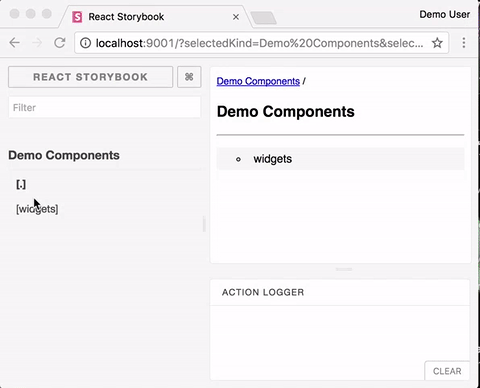 React Storybook
Demo User
localhost:9001/?selectedKind=Demo%20Components&selec...
REACT STORYBOOK
⌘
Filter
Demo Components
[.]
[widgets]
Demo Components /
Demo Components
widgets
ACTION LOGGER
CLEAR